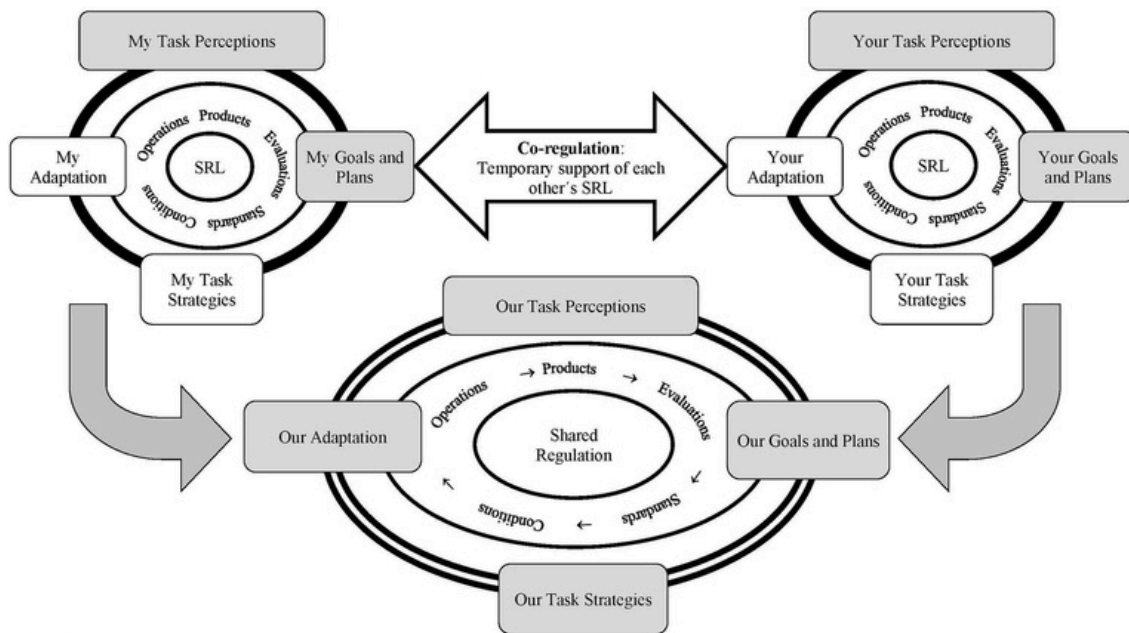 My Task Perceptions
Operations Products Evaluations
Standards Conditions
SRL
My
Adaptation
My Goals and
Plans
My Task
Strategies
Co-regulation:
Temporary support of each
other´s SRL
Your Task Perceptions
Operations Products Evaluations
Standards Conditions
SRL
Your
Adaptation
Your Goals
and Plans
Your Task
Strategies
Our Task Perceptions
Operations → Products → Evaluations
→ Standards → Conditions →
Shared
Regulation
Our Adaptation
Our Goals and Plans
Our Task Strategies